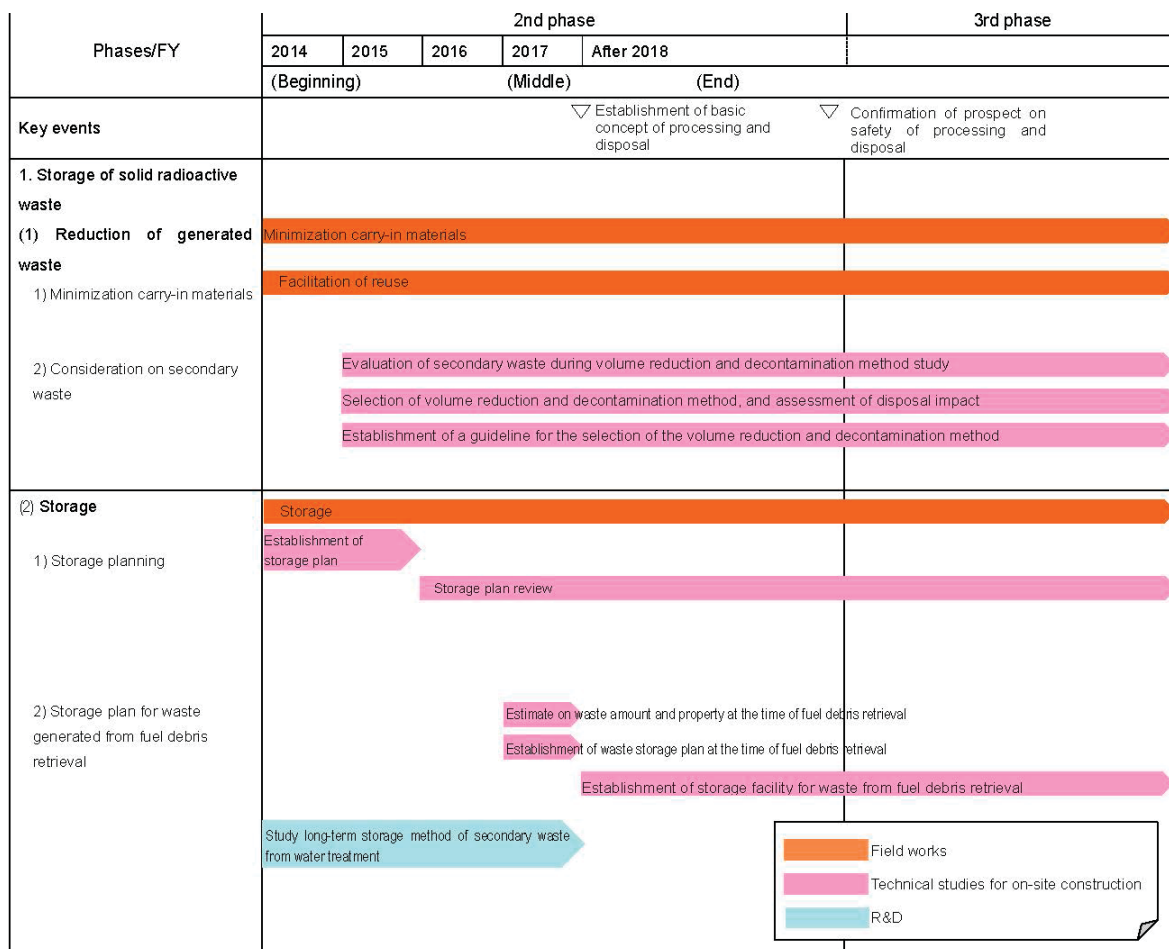 Phases/FY
2nd phase
3rd phase
2014
2015
2016
2017
After 2018
(Beginning)
(Middle)
(End)
Key events
Establishment of basic
concept of processing and
disposal
Confirmation of prospect on
safety of processing and
disposal
1. Storage of solid radioactive
waste
(1) Reduction of generated
waste
1) Minimization carry-in materials
Minimization carry-in materials
Facilitation of reuse
2) Consideration on secondary
waste
Evaluation of secondary waste during volume reduction and decontamination method study
Selection of volume reduction and decontamination method, and assessment of disposal impact
Establishment of a guideline for the selection of the volume reduction and decontamination method
(2) Storage
Storage
1) Storage planning
Establishment of
storage plan
Storage plan review
2) Storage plan for waste
generated from fuel debris
retrieval
Estimate on waste amount and property at the time of fuel debris retrieval
Establishment of waste storage plan at the time of fuel debris retrieval
Establishment of storage facility for waste from fuel debris retrieval
Study long-term storage method of secondary waste
from water treatment
Field works
Technical studies for on-site construction
R&D